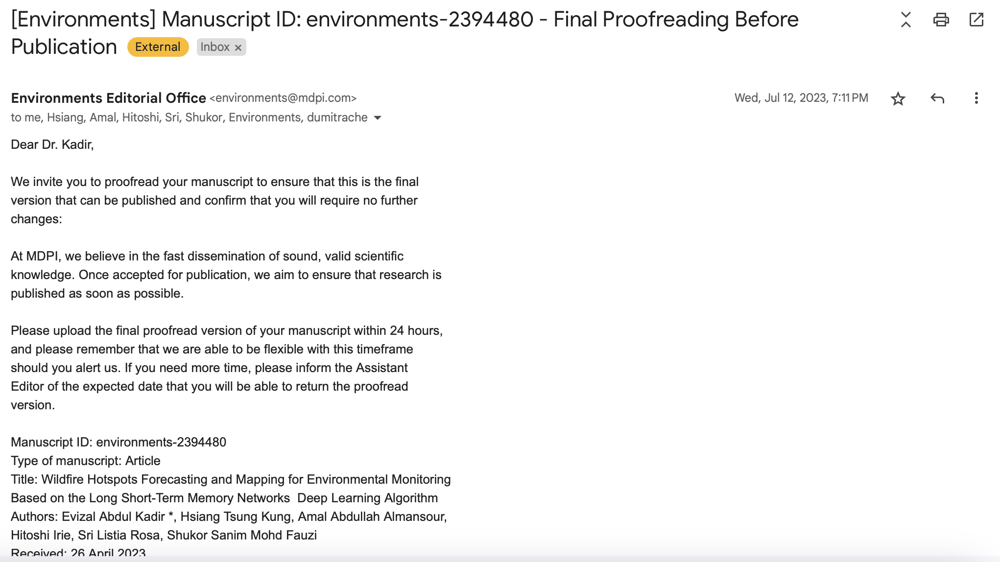 [Environments] Manuscript ID: environments-2394480 - Final Proofreading Before
Publication External Inbox ×
Environments Editorial Office <environments@mdpi.com> Wed, Jul 12, 2023, 7:11 PM
to me, Hsiang, Amal, Hitoshi, Sri, Shukor, Environments, dumitrache
Dear Dr. Kadir,
We invite you to proofread your manuscript to ensure that this is the final
version that can be published and confirm that you will require no further
changes:
At MDPI, we believe in the fast dissemination of sound, valid scientific
knowledge. Once accepted for publication, we aim to ensure that research is
published as soon as possible.
Please upload the final proofread version of your manuscript within 24 hours,
and please remember that we are able to be flexible with this timeframe
should you alert us. If you need more time, please inform the Assistant
Editor of the expected date that you will be able to return the proofread
version.
Manuscript ID: environments-2394480
Type of manuscript: Article
Title: Wildfire Hotspots Forecasting and Mapping for Environmental Monitoring
Based on the Long Short-Term Memory Networks  Deep Learning Algorithm
Authors: Evizal Abdul Kadir *, Hsiang Tsung Kung, Amal Abdullah Almansour,
Hitoshi Irie, Sri Listia Rosa, Shukor Sanim Mohd Fauzi
Received: 26 April 2023